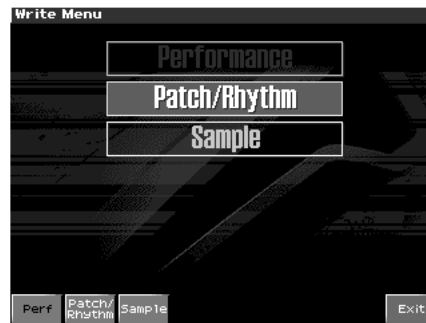 Write Menu
Performance
Patch/Rhythm
Sample
Perf
Patch/
Rhythm
Sample
Exit